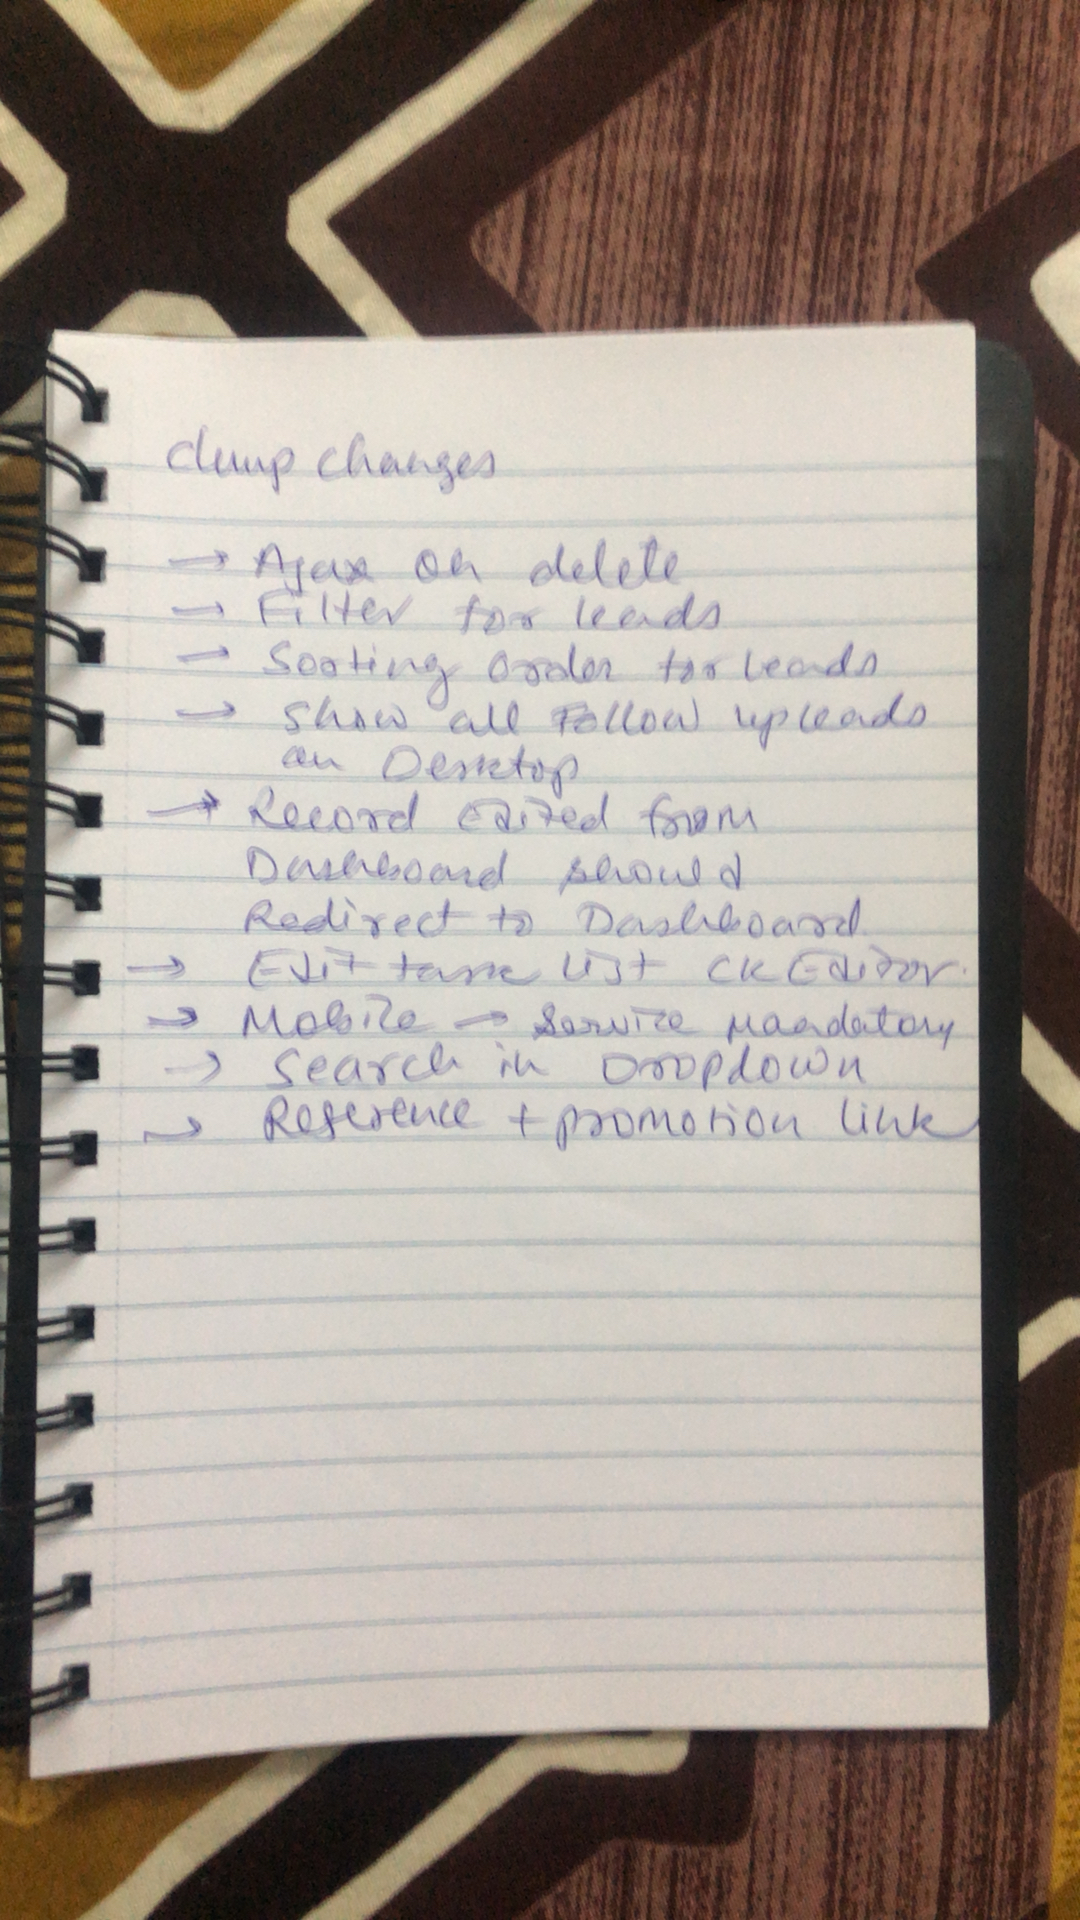 changes
→ Ajax on delete
→ Filter for leads
→ Sorting order for leads
→ Show all Follow up leads
on Desktop
→ Record Edited from
Dashboard should
Redirect to Dashboard
→ Edit task list CK Editor.
→ Mobile → Service mandatory
→ Search in Dropdown
→ Reference + promotion link